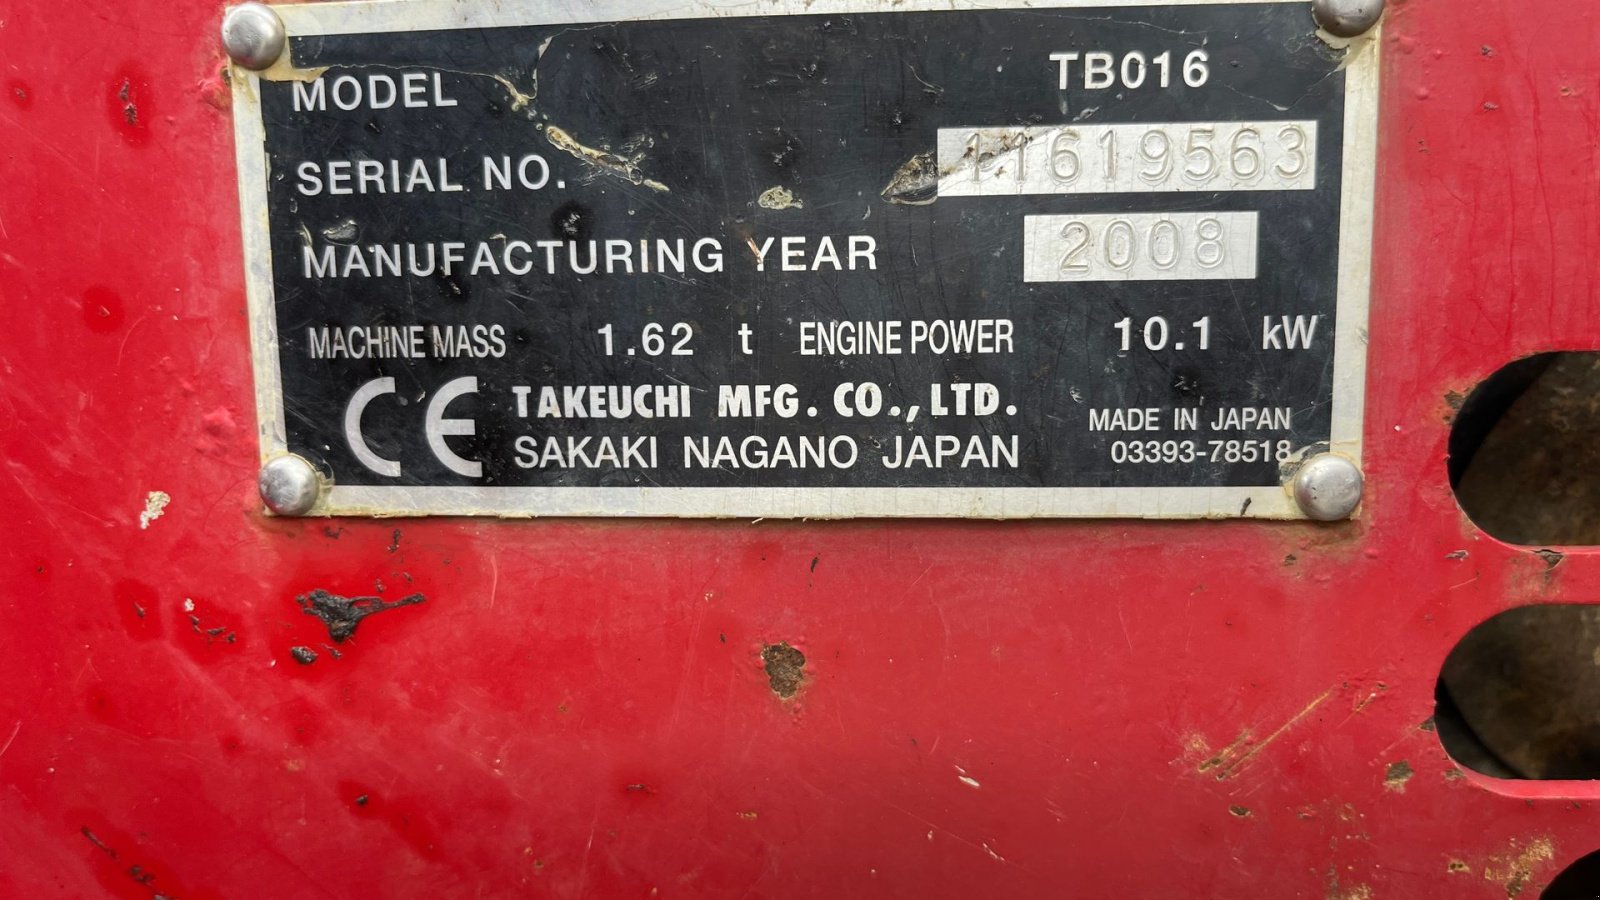 MODEL TB016
SERIAL NO. 11619563
MANUFACTURING YEAR 2008
MACHINE MASS 1.62 t ENGINE POWER 10.1 kW
CE TAKEUCHI MFG. CO., LTD.
SAKAKI NAGANO JAPAN
MADE IN JAPAN
03393-78518